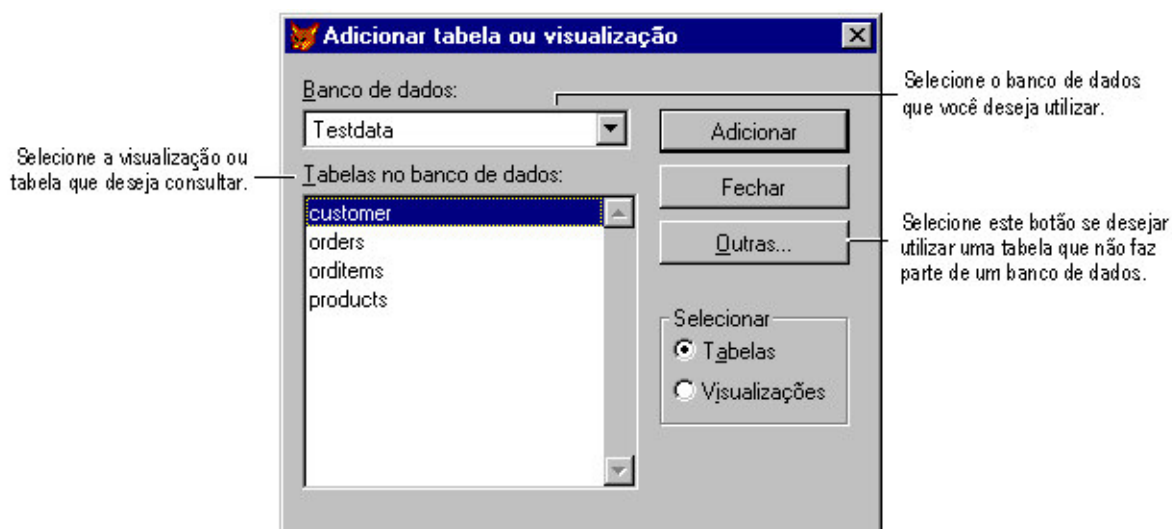 Adicionar tabela ou visualização
Banco de dados:
Testdata
Selecione o banco de dados
que você deseja utilizar.
Adicionar
Selecione a visualização ou
tabela que deseja consultar.
Tabelas no banco de dados:
customer
orders
orditems
products
Fechar
Outras...
Selecione este botão se desejar
utilizar uma tabela que não faz
parte de um banco de dados.
Selecionar
Tabelas
Visualizações